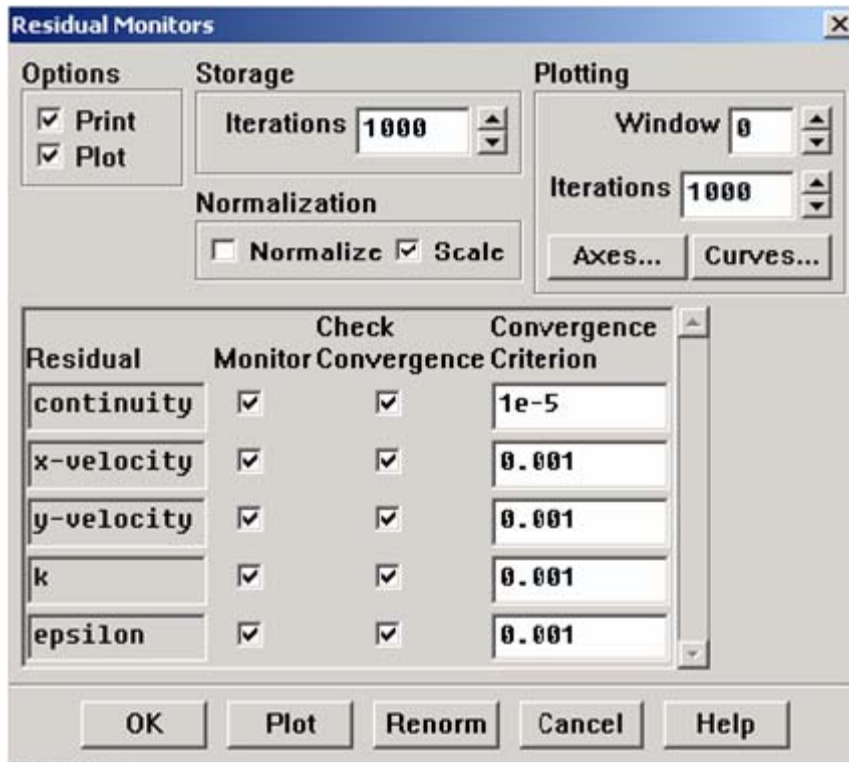 Residual Monitors
Options
Print
Plot
Storage
Iterations 1000
Normalization
Normalize Scale
Plotting
Window 0
Iterations 1000
Axes... Curves...
Residual Monitor Check Convergence Convergence Criterion
continuity 1e-5
x-velocity 0.001
y-velocity 0.001
k 0.001
epsilon 0.001
OK Plot Renorm Cancel Help